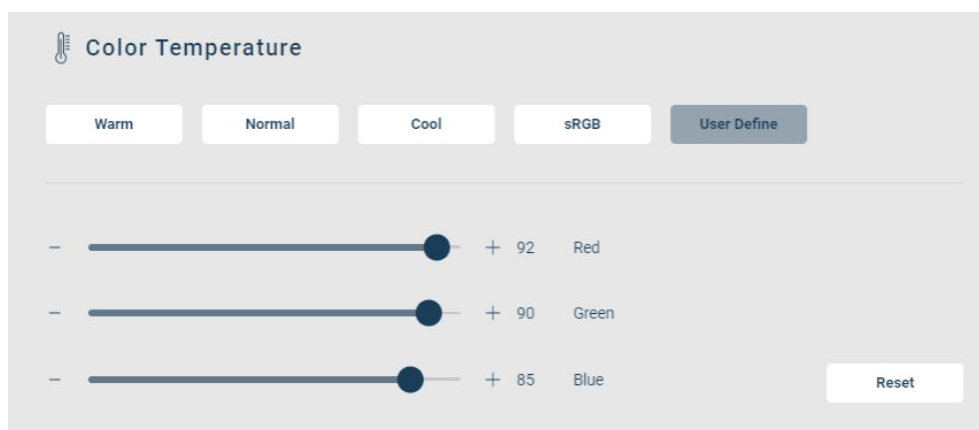 Color Temperature
Warm Normal Cool sRGB User Define
− + 92 Red
− + 90 Green
− + 85 Blue
Reset